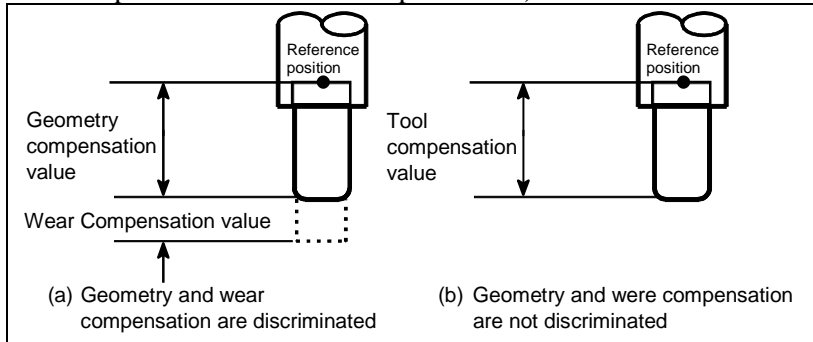 Reference
position
Geometry
compensation
value
Wear Compensation value
(a) Geometry and wear
compensation are discriminated
Reference
position
Tool
compensation
value
(b) Geometry and were compensation
are not discriminated